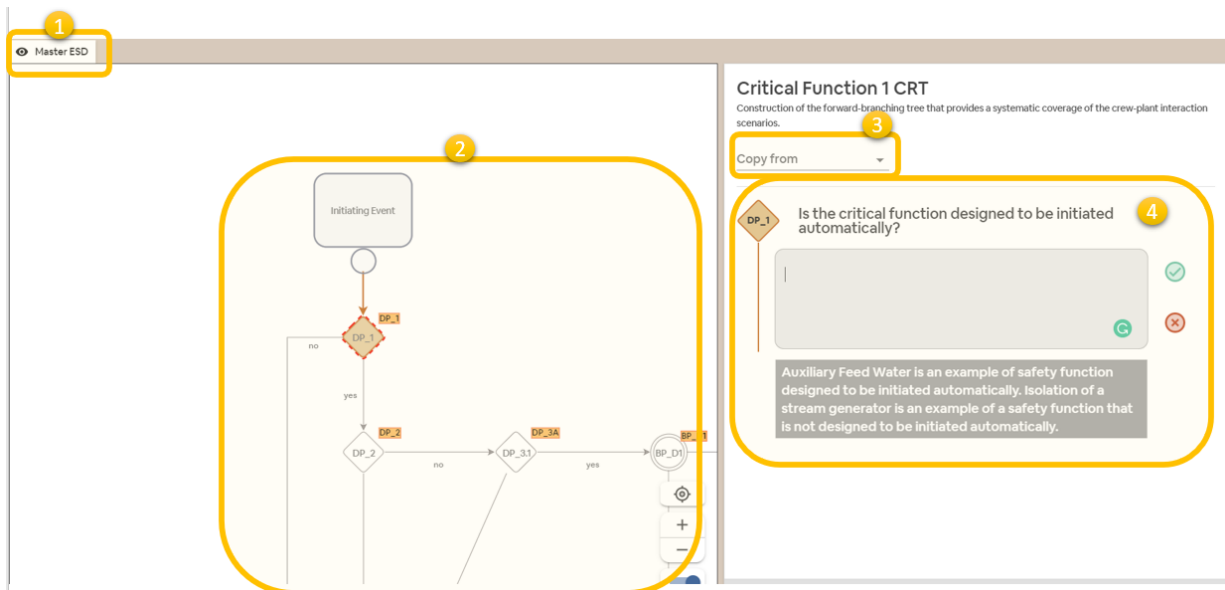 1
Master ESD
2
Initiating Event
DP_1
DP_1
no
yes
DP_2
DP_2
no
DP_3A
DP_3.1
yes
BP_D1
Critical Function 1 CRT
Construction of the forward-branching tree that provides a systematic coverage of the crew-plant interaction
scenarios.
3
Copy from
4
DP_1
Is the critical function designed to be initiated
automatically?
Auxiliary Feed Water is an example of safety function
designed to be initiated automatically. Isolation of a
stream generator is an example of a safety function that
is not designed to be initiated automatically.